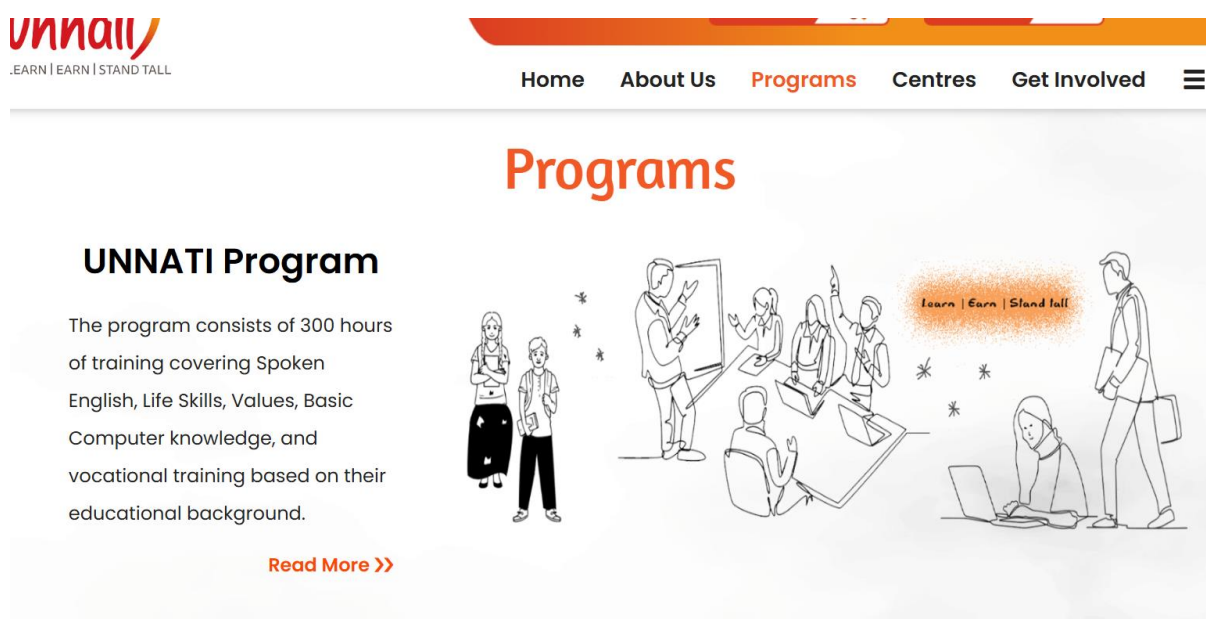 unnati
LEARN | EARN | STAND TALL
Home About Us Programs Centres Get Involved
Programs
UNNATI Program
The program consists of 300 hours
of training covering Spoken
English, Life Skills, Values, Basic
Computer knowledge, and
vocational training based on their
educational background.
Read More
Learn | Earn | Stand tall